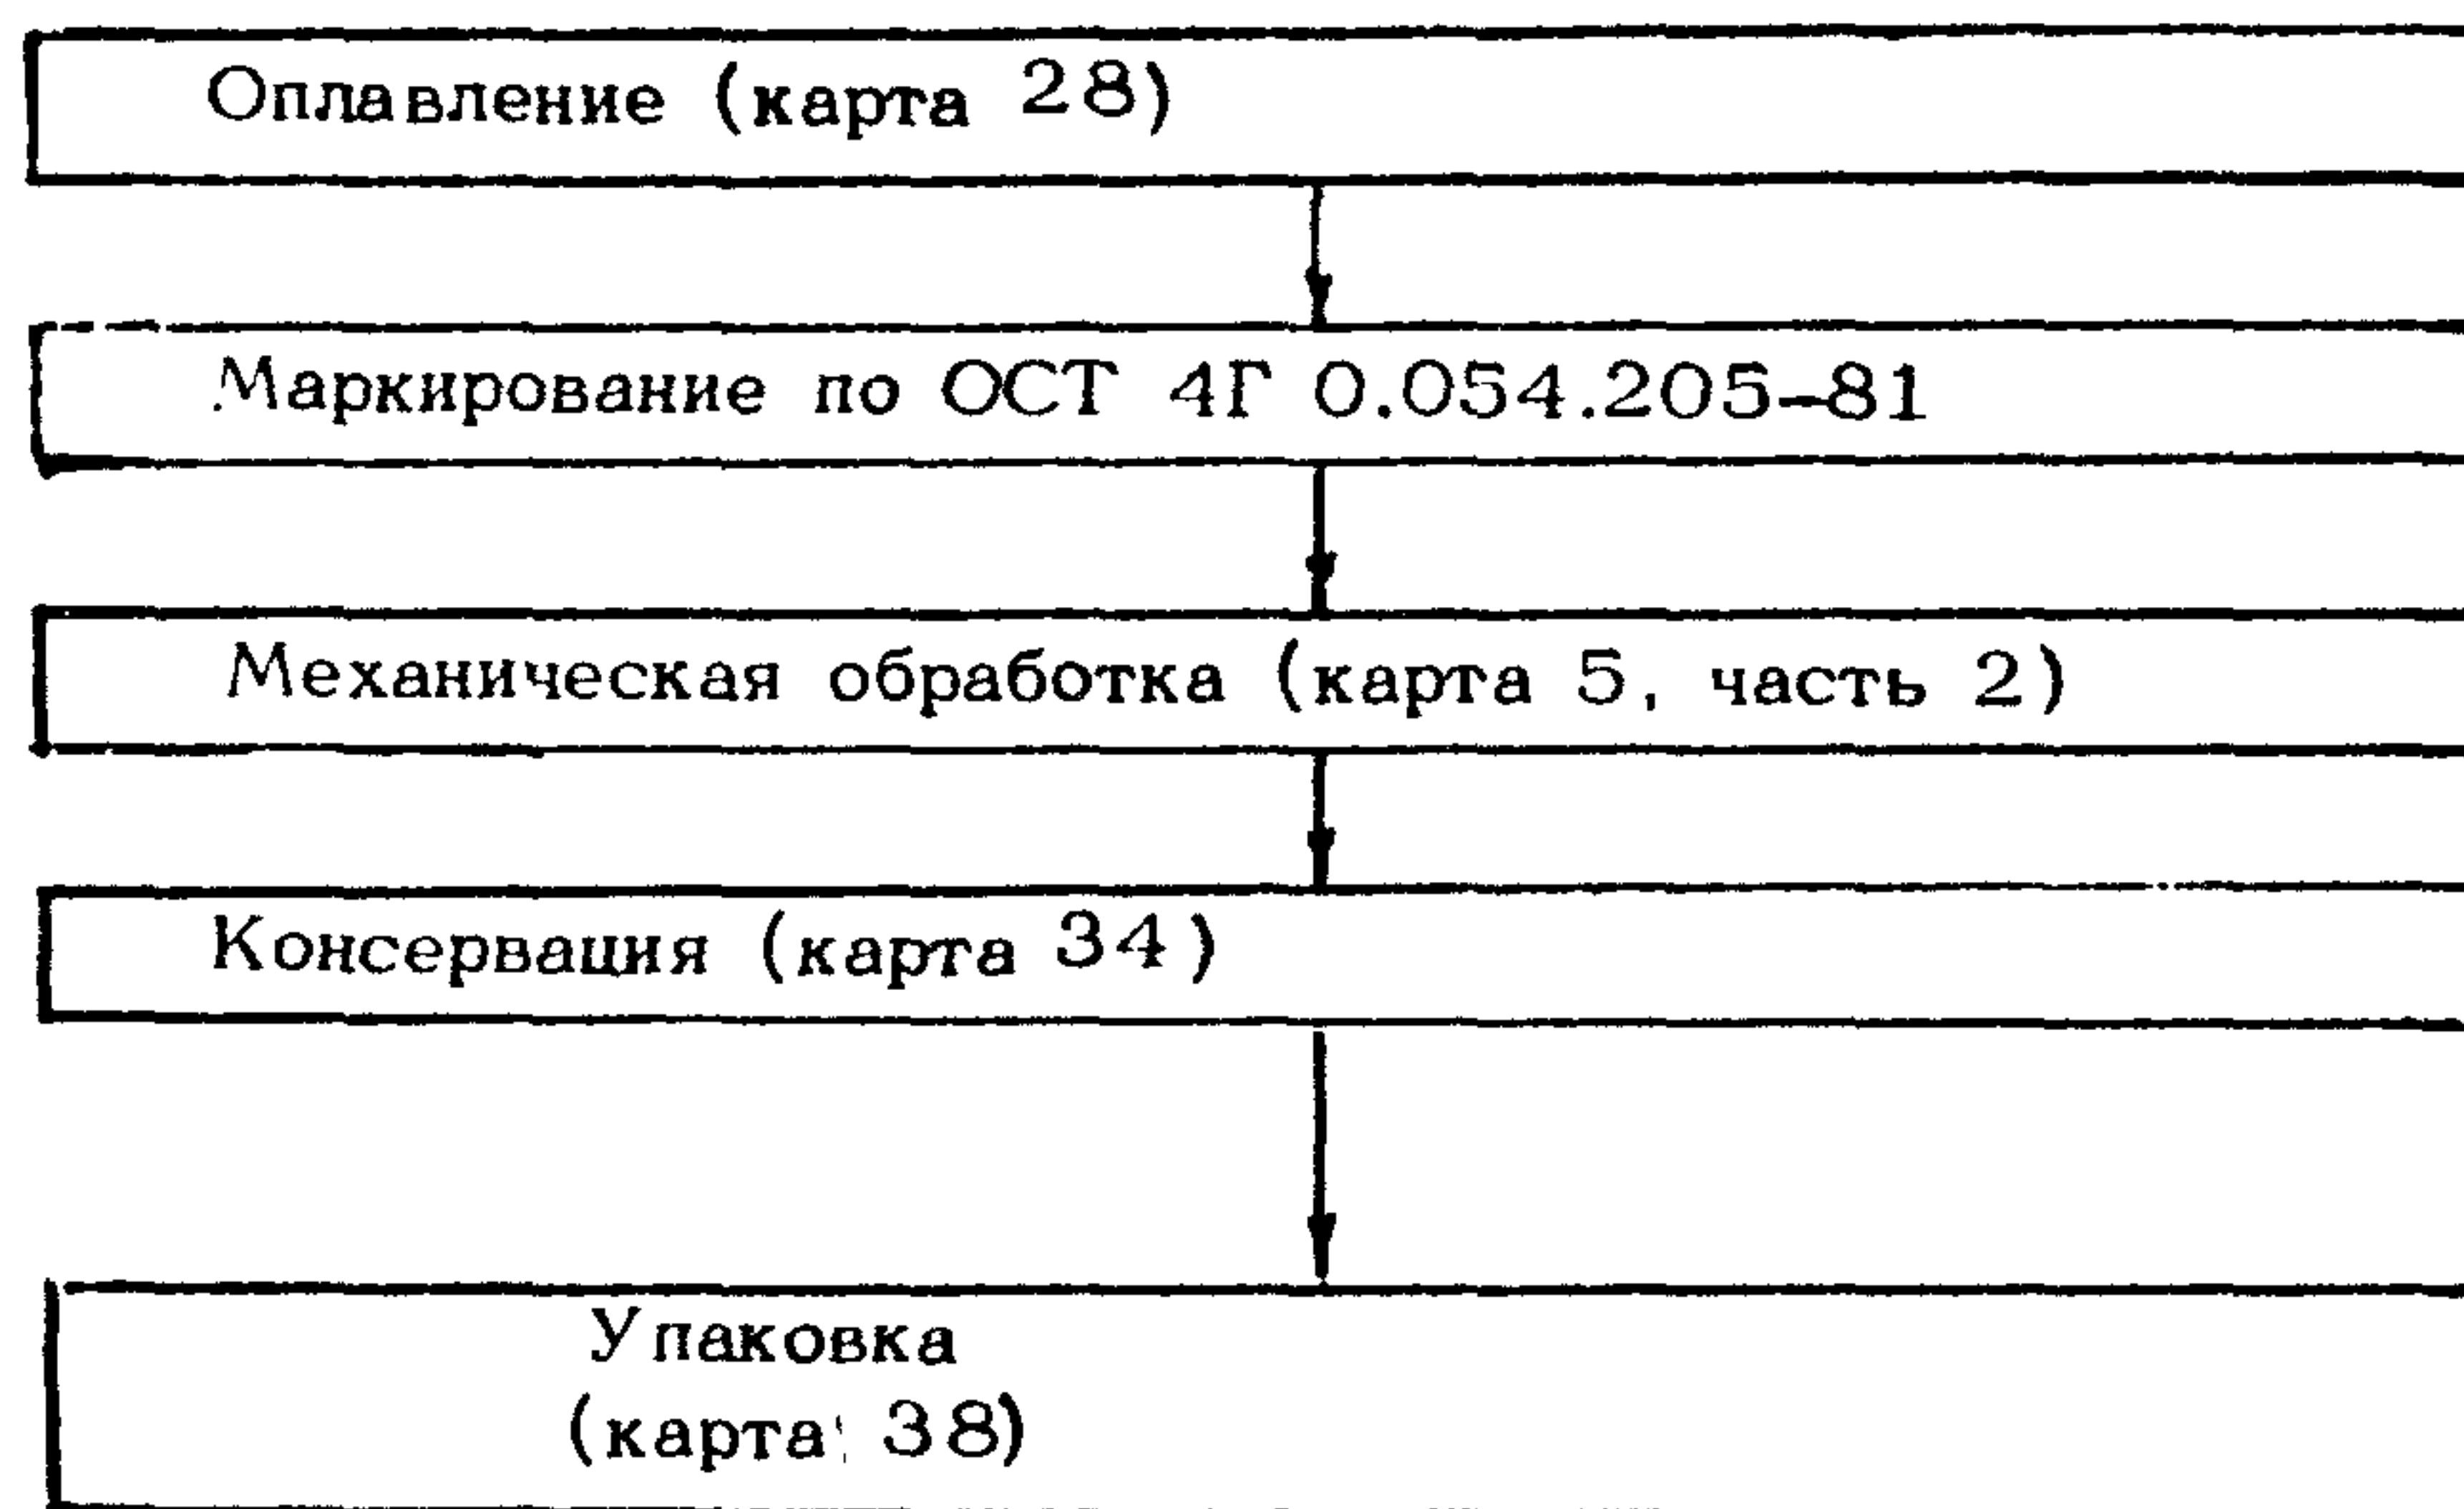 Оплавление (карта 28)
Маркирование по ОСТ 4Г 0.054.205-81
Механическая обработка (карта 5, часть 2)
Консервация (карта 34)
Упаковка
(карта 38)